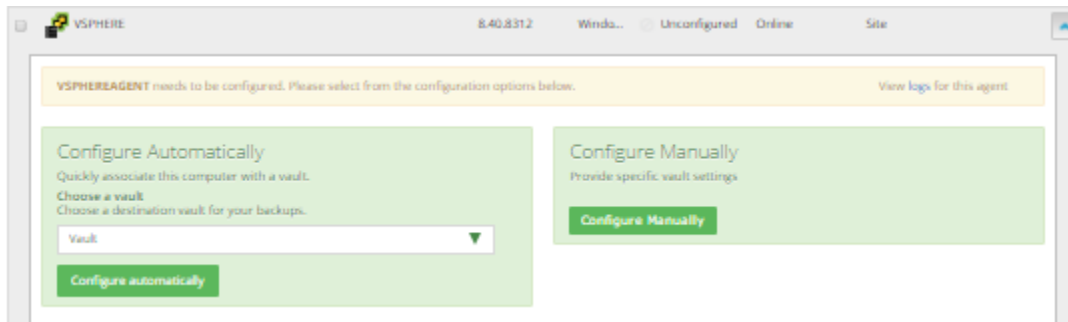 VSPHERE 8.40.8312 Windo... Unconfigured Online Site
VSPHEREAGENT needs to be configured. Please select from the configuration options below. View logs for this agent
Configure Automatically
Quickly associate this computer with a vault.
Choose a vault
Choose a destination vault for your backups.
Vault
Configure automatically
Configure Manually
Provide specific vault settings
Configure Manually